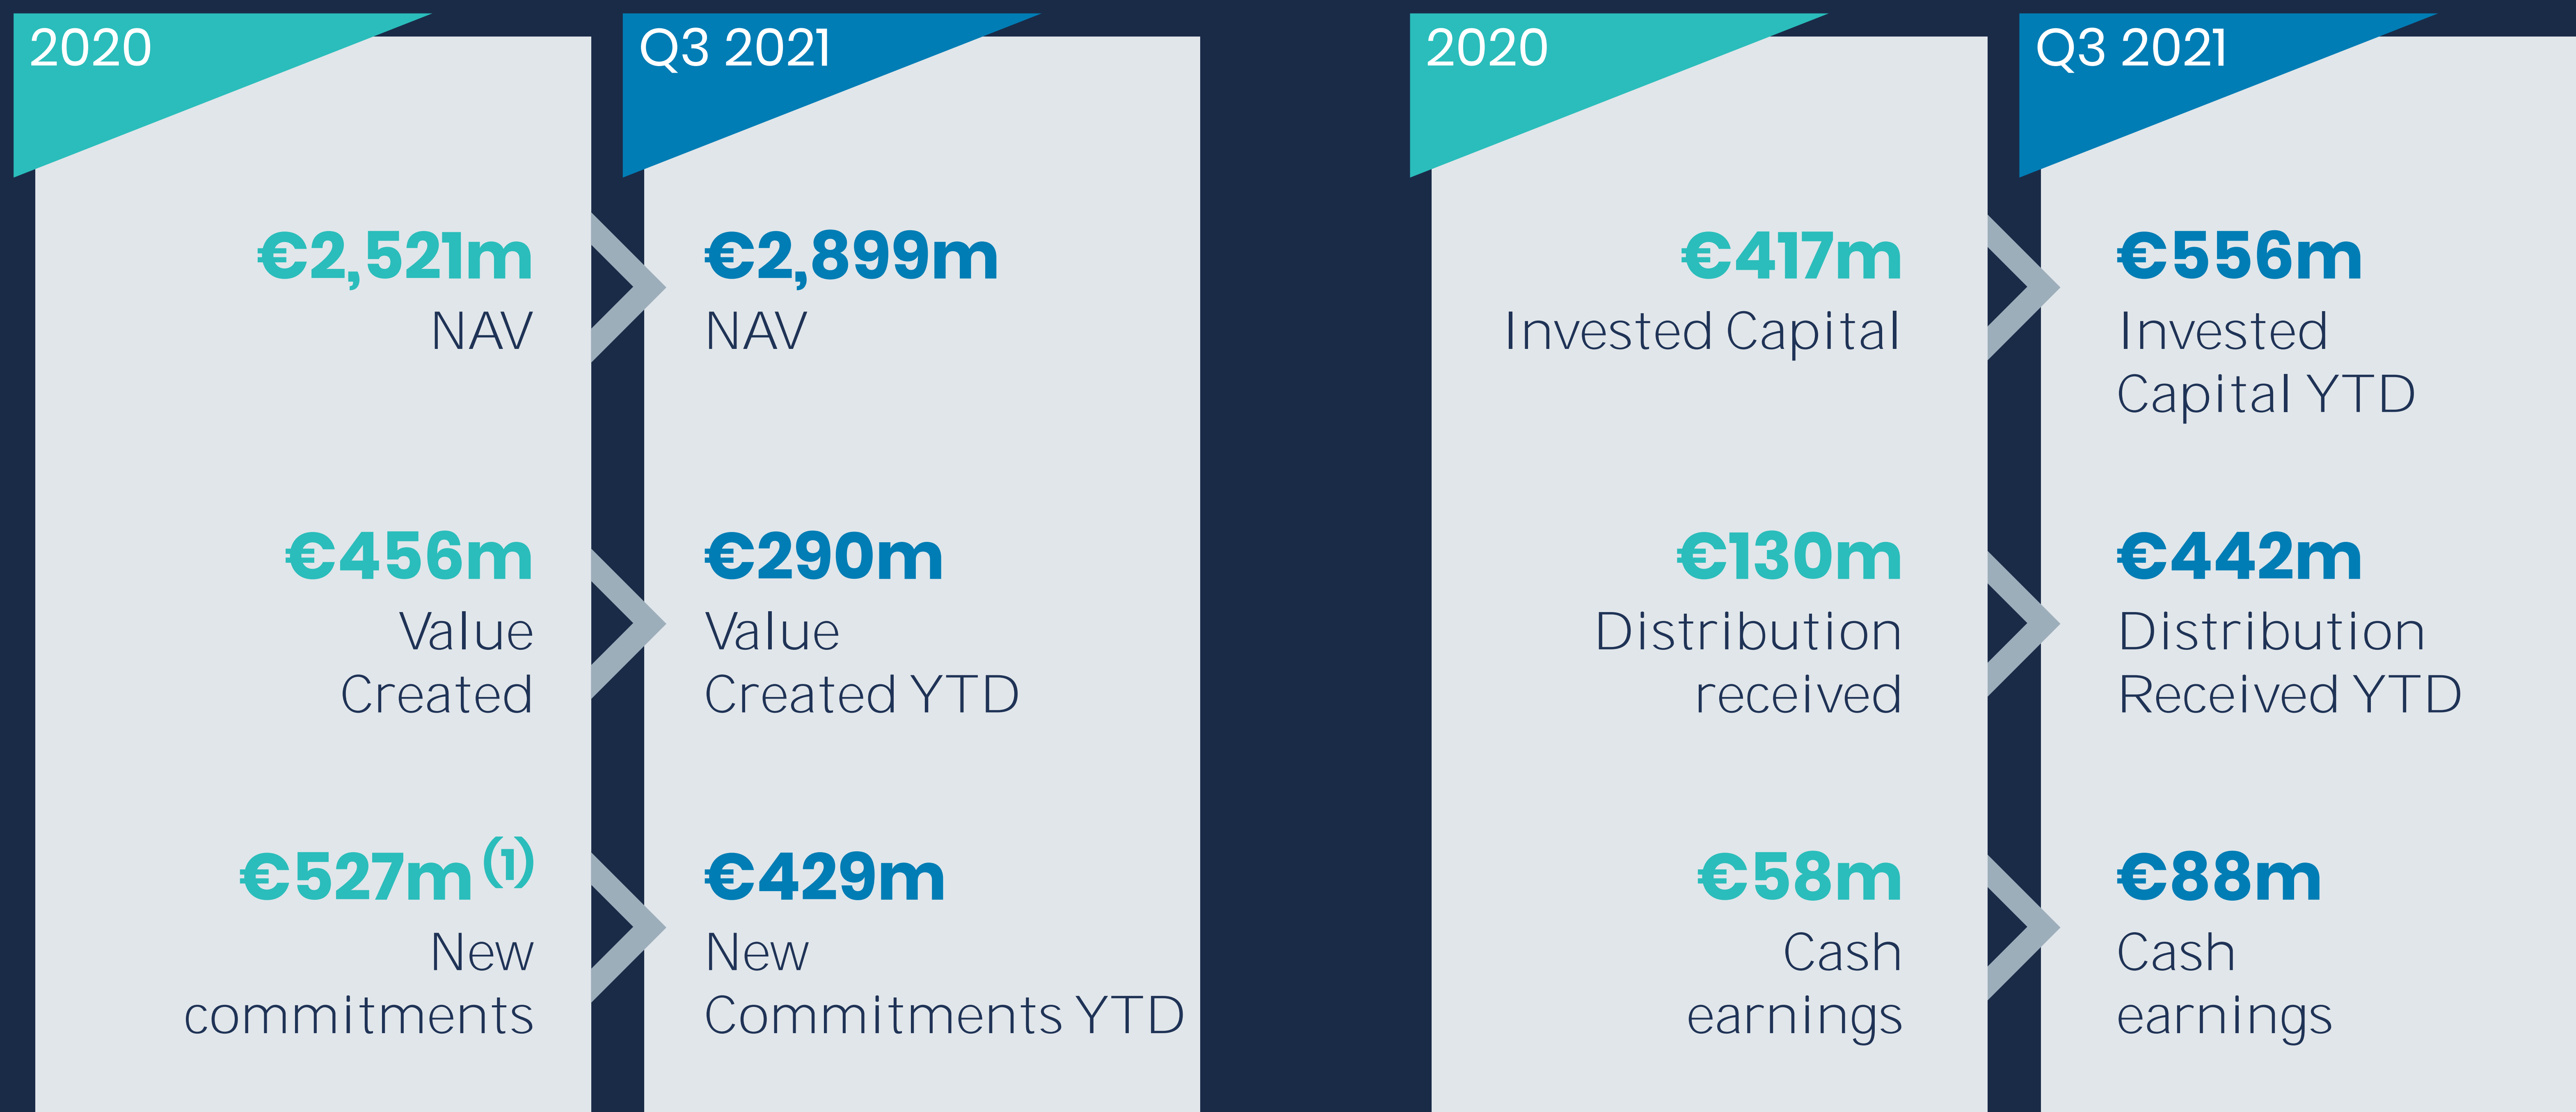 2020
€2,521m
NAV
€456m
Value
Created
€527m (1)
New
commitments
Q3 2021
€2,899m
NAV
€290m
Value
Created YTD
€429m
New
Commitments YTD
2020
€417m
Invested Capital
€130m
Distribution
received
€58m
Cash
earnings
Q3 2021
€556m
Invested
Capital YTD
€442m
Distribution
Received YTD
€88m
Cash
earnings